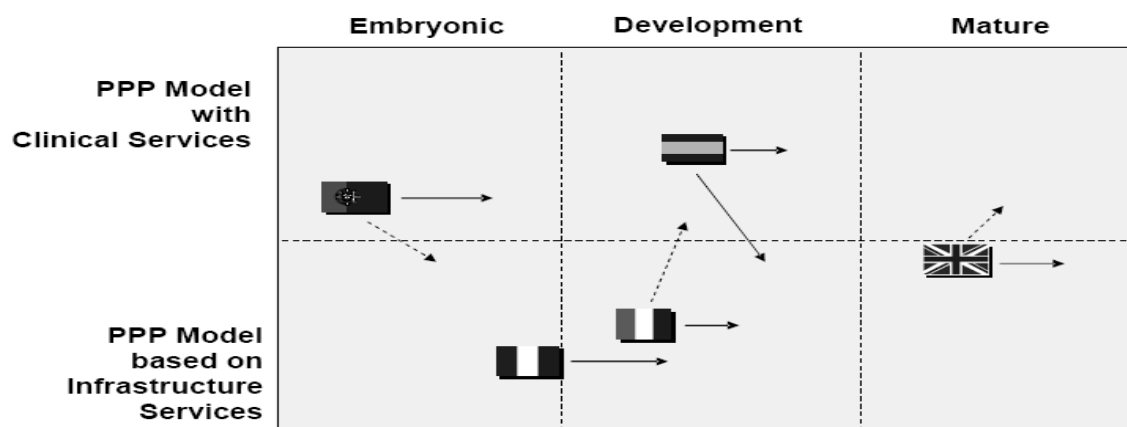 Embryonic
Development
Mature
PPP Model
with
Clinical Services
PPP Model
based on
Infrastructure
Services